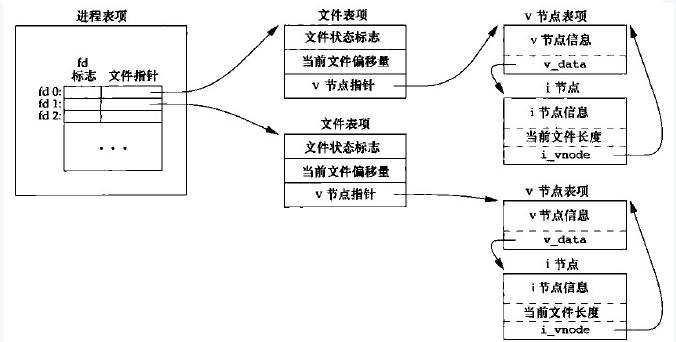 进程表项
fd
标志 文件指针
fd 0:
fd 1:
fd 2:
...
文件表项
文件状态标志
当前文件偏移量
v 节点指针
文件表项
文件状态标志
当前文件偏移量
v 节点指针
v 节点表项
v 节点信息
v_data
i 节点
i 节点信息
当前文件长度
i_vnode
v 节点表项
v 节点信息
v_data
i 节点
i 节点信息
当前文件长度
i_vnode